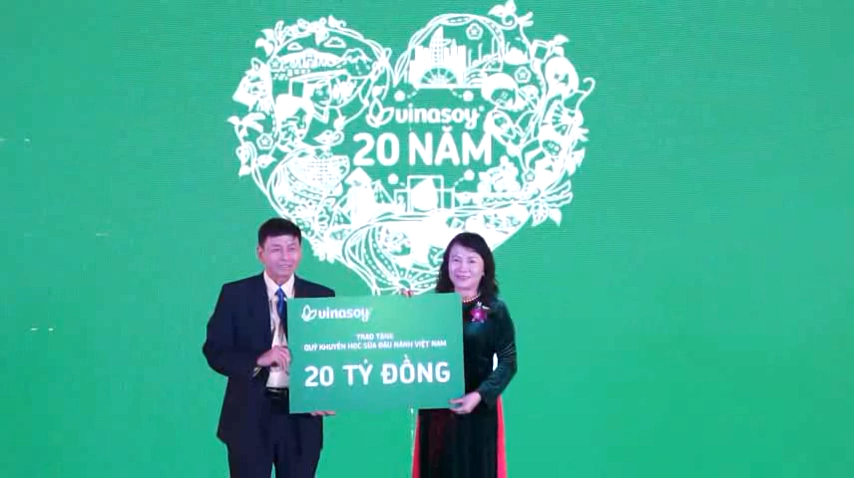 vinasoy
20 NĂM
vinasoy
TRAO TẶNG
QUỸ KHUYẾN HỌC SỮA ĐẬU NÀNH VIỆT NAM
20 TỶ ĐỒNG